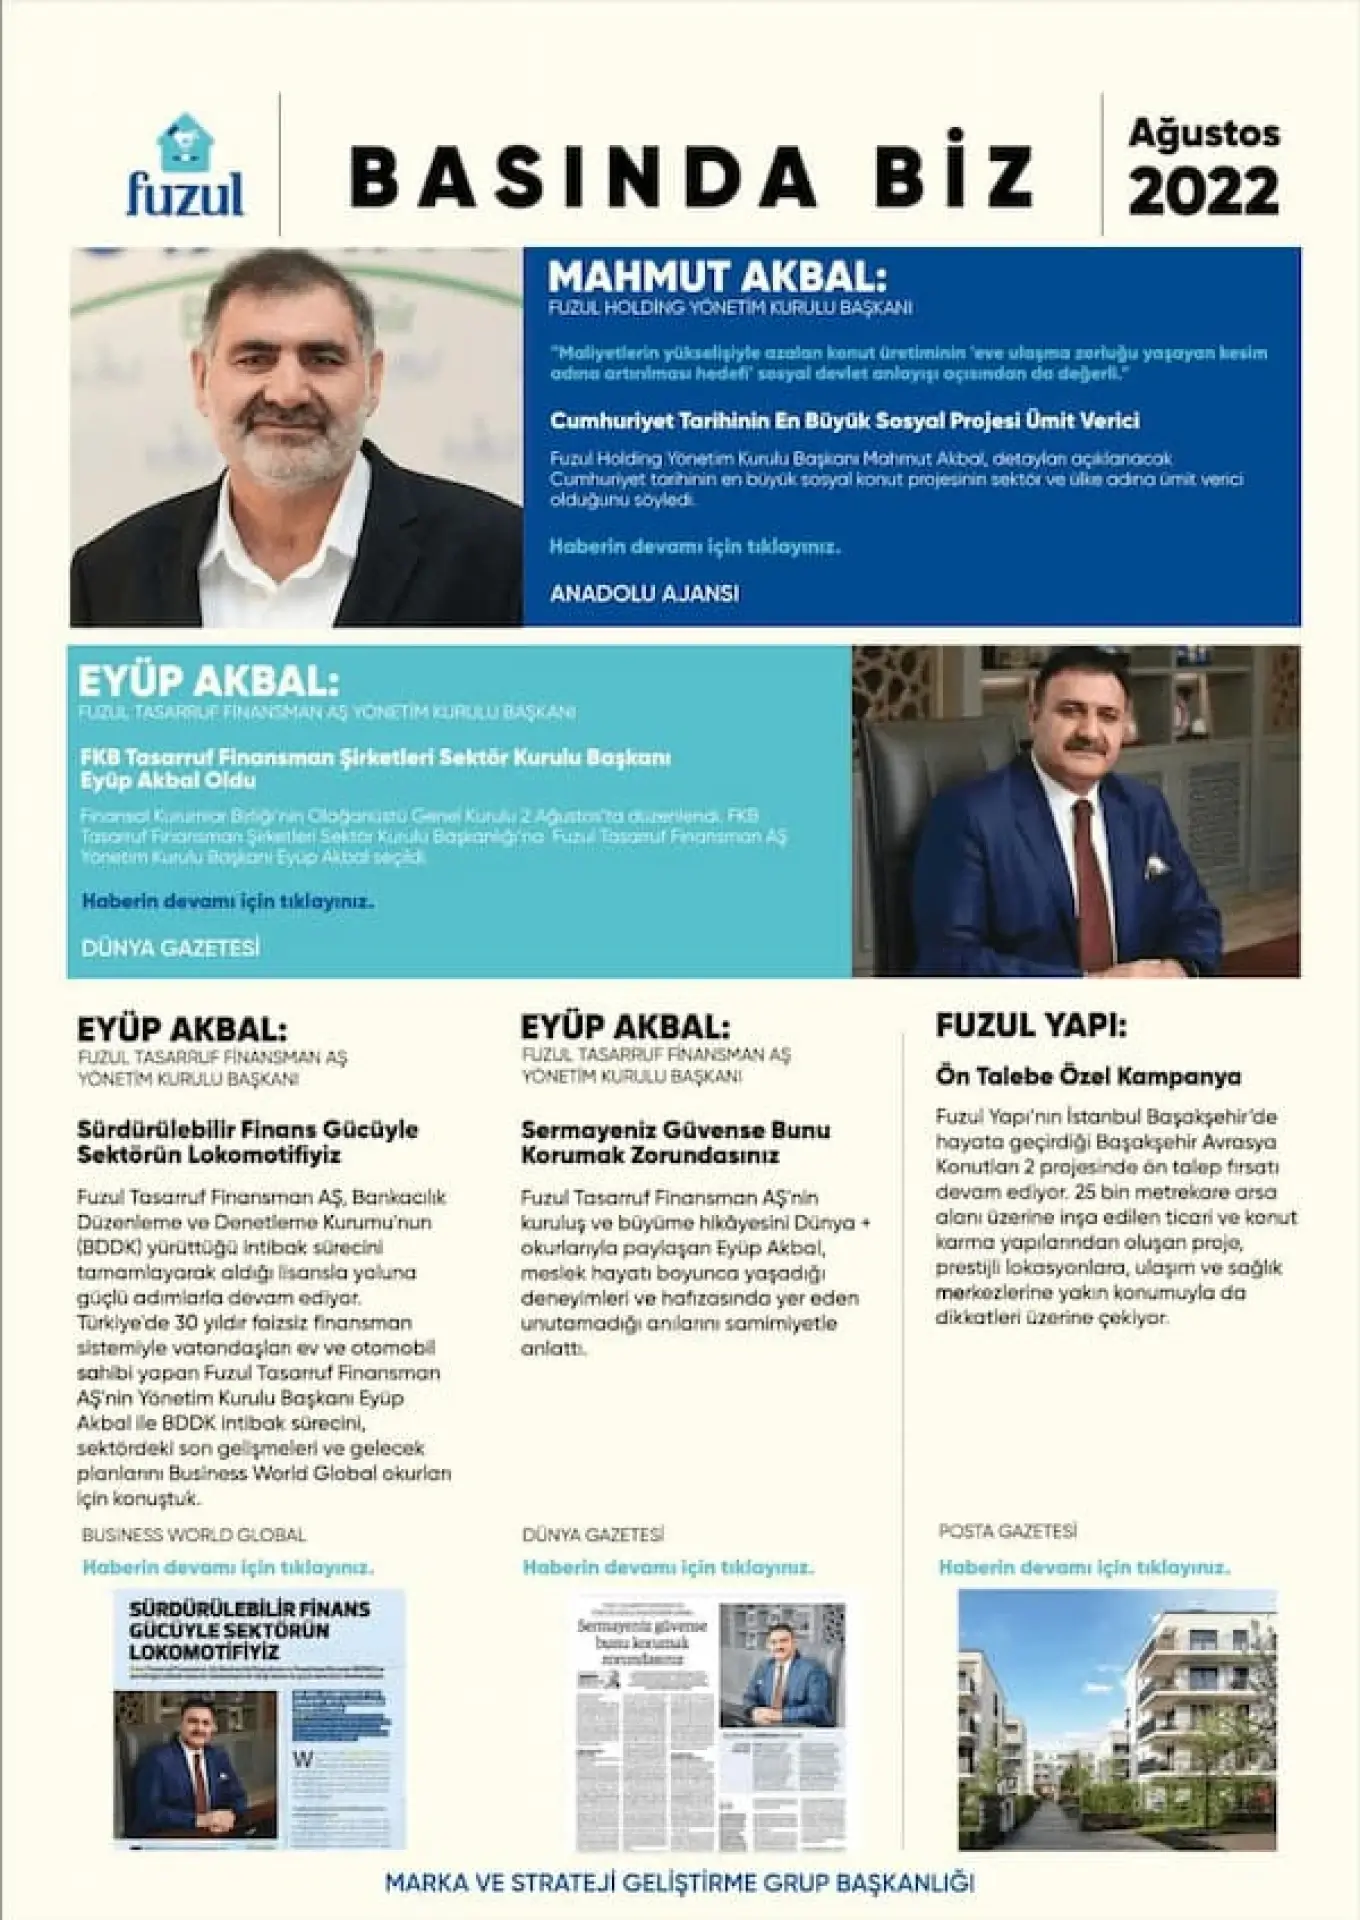 fuzul
BASINDA BİZ
Ağustos
2022
MAHMUT AKBAL:
FUZUL HOLDİNG YÖNETİM KURULU BAŞKANI
"Maliyetlerin yükselişiyle azalan konut üretiminin 'eve ulaşma zorluğu yaşayan kesim
adına artırılması hedefi' sosyal devlet anlayışı açısından da değerli."
Cumhuriyet Tarihinin En Büyük Sosyal Projesi Ümit Verici
Fuzul Holding Yönetim Kurulu Başkanı Mahmut Akbal, detayları açıklanacak
Cumhuriyet tarihinin en büyük sosyal konut projesinin sektör ve ülke adına ümit verici
olduğunu söyledi.
Haberin devamı için tıklayınız.
ANADOLU AJANSI
EYÜP AKBAL:
FUZUL TASARRUF FİNANSMAN AŞ YÖNETİM KURULU BAŞKANI
FKB Tasarruf Finansman Şirketleri Sektör Kurulu Başkanı
Eyüp Akbal Oldu
Finansal Kurumlar Birliği'nin Olağanüstü Genel Kurulu 2 Ağustos'ta düzenlendi. FKB
Tasarruf Finansman Şirketleri Sektör Kurulu Başkanlığı'na Fuzul Tasarruf Finansman AŞ
Yönetim Kurulu Başkanı Eyüp Akbal seçildi.
Haberin devamı için tıklayınız.
DÜNYA GAZETESİ
EYÜP AKBAL:
FUZUL TASARRUF FİNANSMAN AŞ
YÖNETİM KURULU BAŞKANI
Sürdürülebilir Finans Gücüyle
Sektörün Lokomotifiyiz
Fuzul Tasarruf Finansman AŞ, Bankacılık
Düzenleme ve Denetleme Kurumu'nun
(BDDK) yürüttüğü intibak sürecini
tamamlayarak aldığı lisansla yoluna
güçlü adımlarla devam ediyor.
Türkiye'de 30 yıldır faizsiz finansman
sistemiyle vatandaşları ev ve otomobil
sahibi yapan Fuzul Tasarruf Finansman
AŞ'nin Yönetim Kurulu Başkanı Eyüp
Akbal ile BDDK intibak sürecini,
sektördeki son gelişmeleri ve gelecek
planlarını Business World Global okurları
için konuştuk.
BUSINESS WORLD GLOBAL
Haberin devamı için tıklayınız.
SÜRDÜRÜLEBİLİR FİNANS
GÜCÜYLE SEKTÖRÜN
LOKOMOTİFİYİZ
W
EYÜP AKBAL:
FUZUL TASARRUF FİNANSMAN AŞ
YÖNETİM KURULU BAŞKANI
Sermayeniz Güvense Bunu
Korumak Zorundasınız
Fuzul Tasarruf Finansman AŞ'nin
kuruluş ve büyüme hikâyesini Dünya +
okurlarıyla paylaşan Eyüp Akbal,
meslek hayatı boyunca yaşadığı
deneyimleri ve hafızasında yer eden
unutamadığı anılarını samimiyetle
anlattı.
DÜNYA GAZETESİ
Haberin devamı için tıklayınız.
Sermayeniz güvense
bunu korumak
zorundasınız
FUZUL YAPI:
Ön Talebe Özel Kampanya
Fuzul Yapı'nın İstanbul Başakşehir'de
hayata geçirdiği Başakşehir Avrasya
Konutları 2 projesinde ön talep fırsatı
devam ediyor. 25 bin metrekare arsa
alanı üzerine inşa edilen ticari ve konut
karma yapılarından oluşan proje,
prestijli lokasyonlara, ulaşım ve sağlık
merkezlerine yakın konumuyla da
dikkatleri üzerine çekiyor.
POSTA GAZETESİ
Haberin devamı için tıklayınız.
MARKA VE STRATEJİ GELİŞTİRME GRUP BAŞKANLIĞI